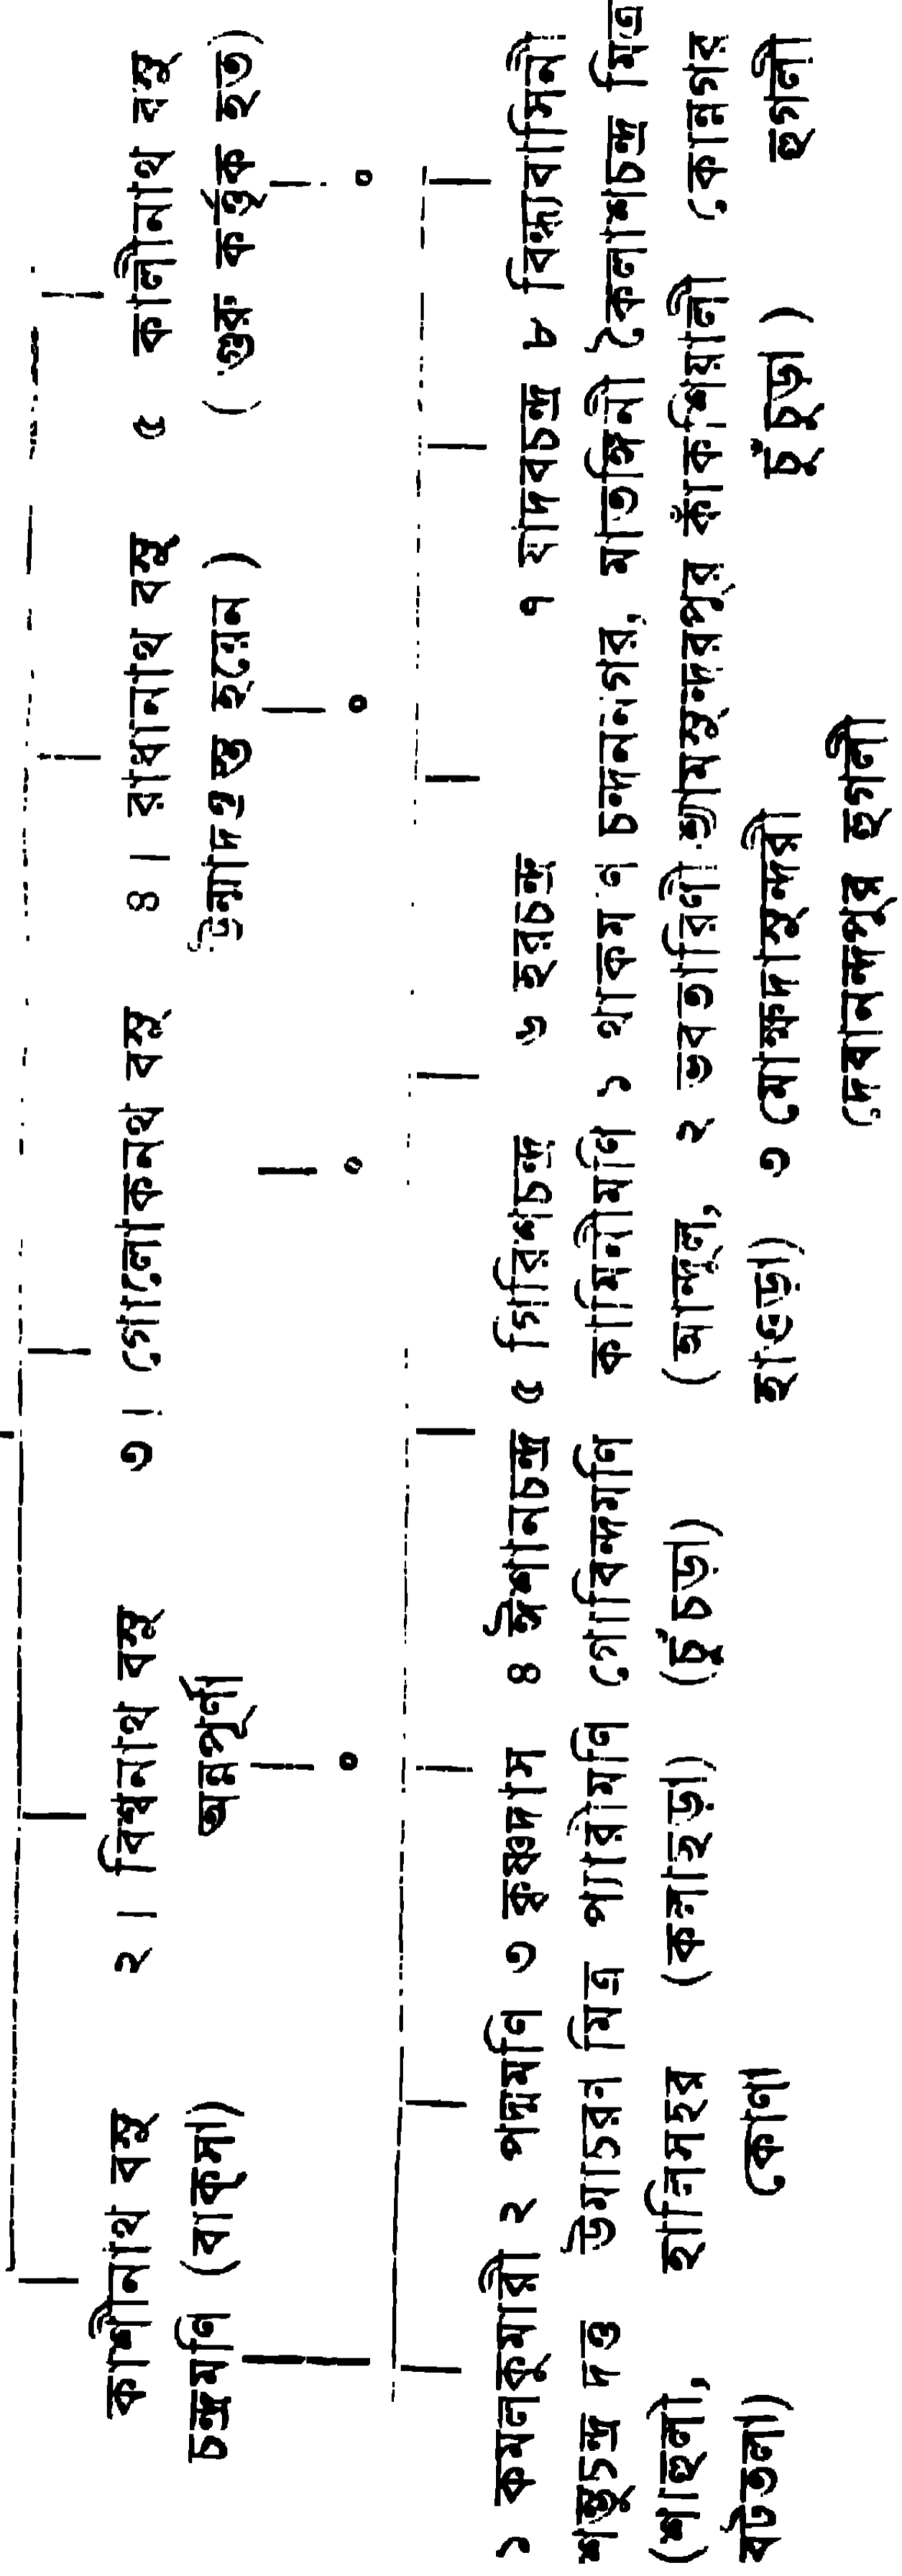 কাশীনাথ বসু ২। বিশ্বনাথ বসু ৩। গোলোকনাথ বসু ৪। রাধানাথ বসু ৫ কালীনাথ বসু
চন্দ্রমণি (বাক্‌সা) অন্নপূর্ণা উন্মাদগ্রস্ত হয়েন ) ( গুরু কর্ত্তৃক হত)
১ কমলকুমারী ২ পদ্মমণি ৩ কৃষ্ণদাস ৪ ঈশানচন্দ্র ৫ গিরিশচন্দ্র ৬ হরচন্দ্র ৭ যাদবচন্দ্র ৮ বিন্ধ্যবাসিনী
শম্ভুচন্দ্র দত্ত উমাচরণ মিত্র প্যারীমণি গোবিন্দমণি কামিনীমণি ১ থাকমণি চন্দননগর, মাতঙ্গিনী কৈলাশচন্দ্র মিত্র
(শাহুলী, হালিসহর (কলাহড়া) (চুঁচড়া) (আন্দুল, ২ ভবতারিণী শ্যামসুন্দরপুর কাঁকশিয়ালী কোন্নগর
বটতলা) কোণা হাওড়া) ৩ মোক্ষদাসুন্দরী চুঁচুড়া ) হুগলী
দেবানন্দপুর হুগলী